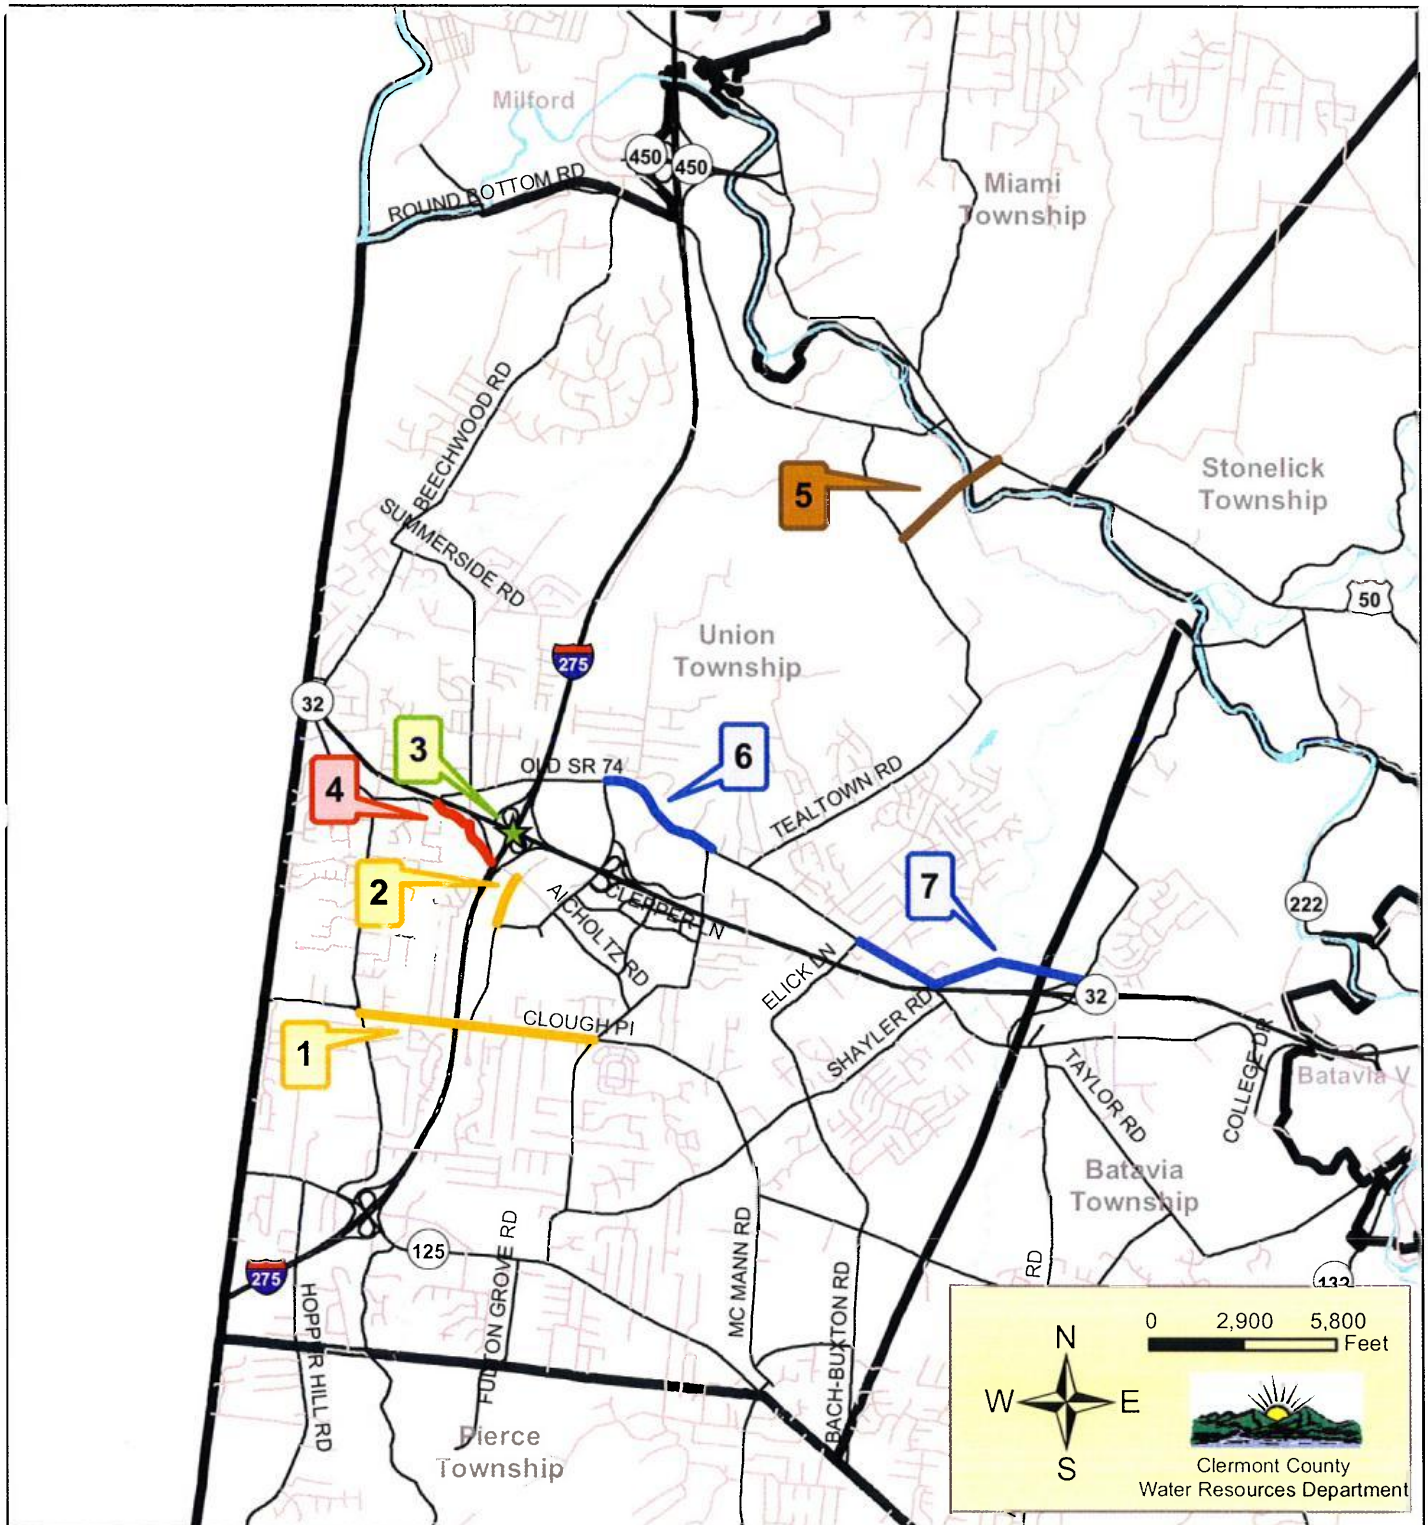 Milford
450
450
ROUND BOTTOM RD
Miami
Township
BEECHWOOD RD
5
Stonelick
Township
SUMMERSIDE RD
50
Union
Township
275
32
3
6
OLD SR 74
4
TEALTOWN RD
2
7
AICHOLTZ RD
CLEPPER LN
222
ELICK LN
32
CLOUGH PI
1
SHAYLER RD
COLLEGE DR
TAYLOR RD
Batavia V
Batavia
Township
125
FULTON GROVE RD
MC MANN RD
RD
275
HOPPR HILL RD
BACH-BUXTON RD
Pierce
Township
0 2,900 5,800
Feet
N
W E
S
Clermont County
Water Resources Department